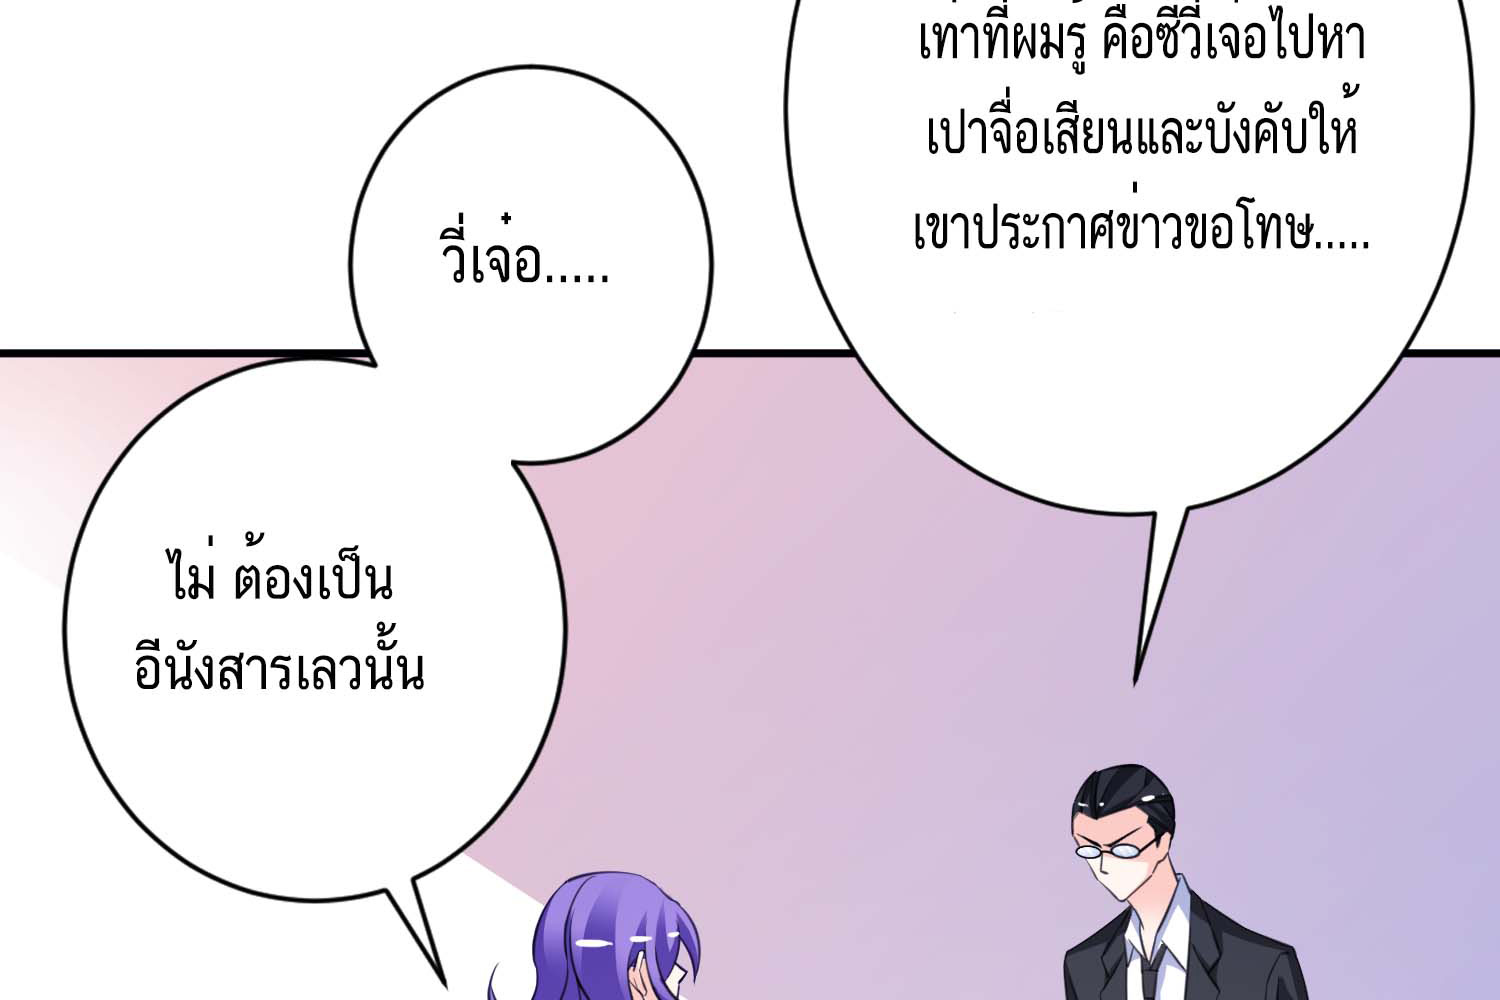 เท่าที่ผมรู้ คือซีวี่เจ๋อไปหา
เปาจื่อเสียนและบังคับให้
เขาประกาศข่าวขอโทษ.....
วี่เจ๋อ.....
ไม่ ต้องเป็น
อีนังสารเลวนั้น